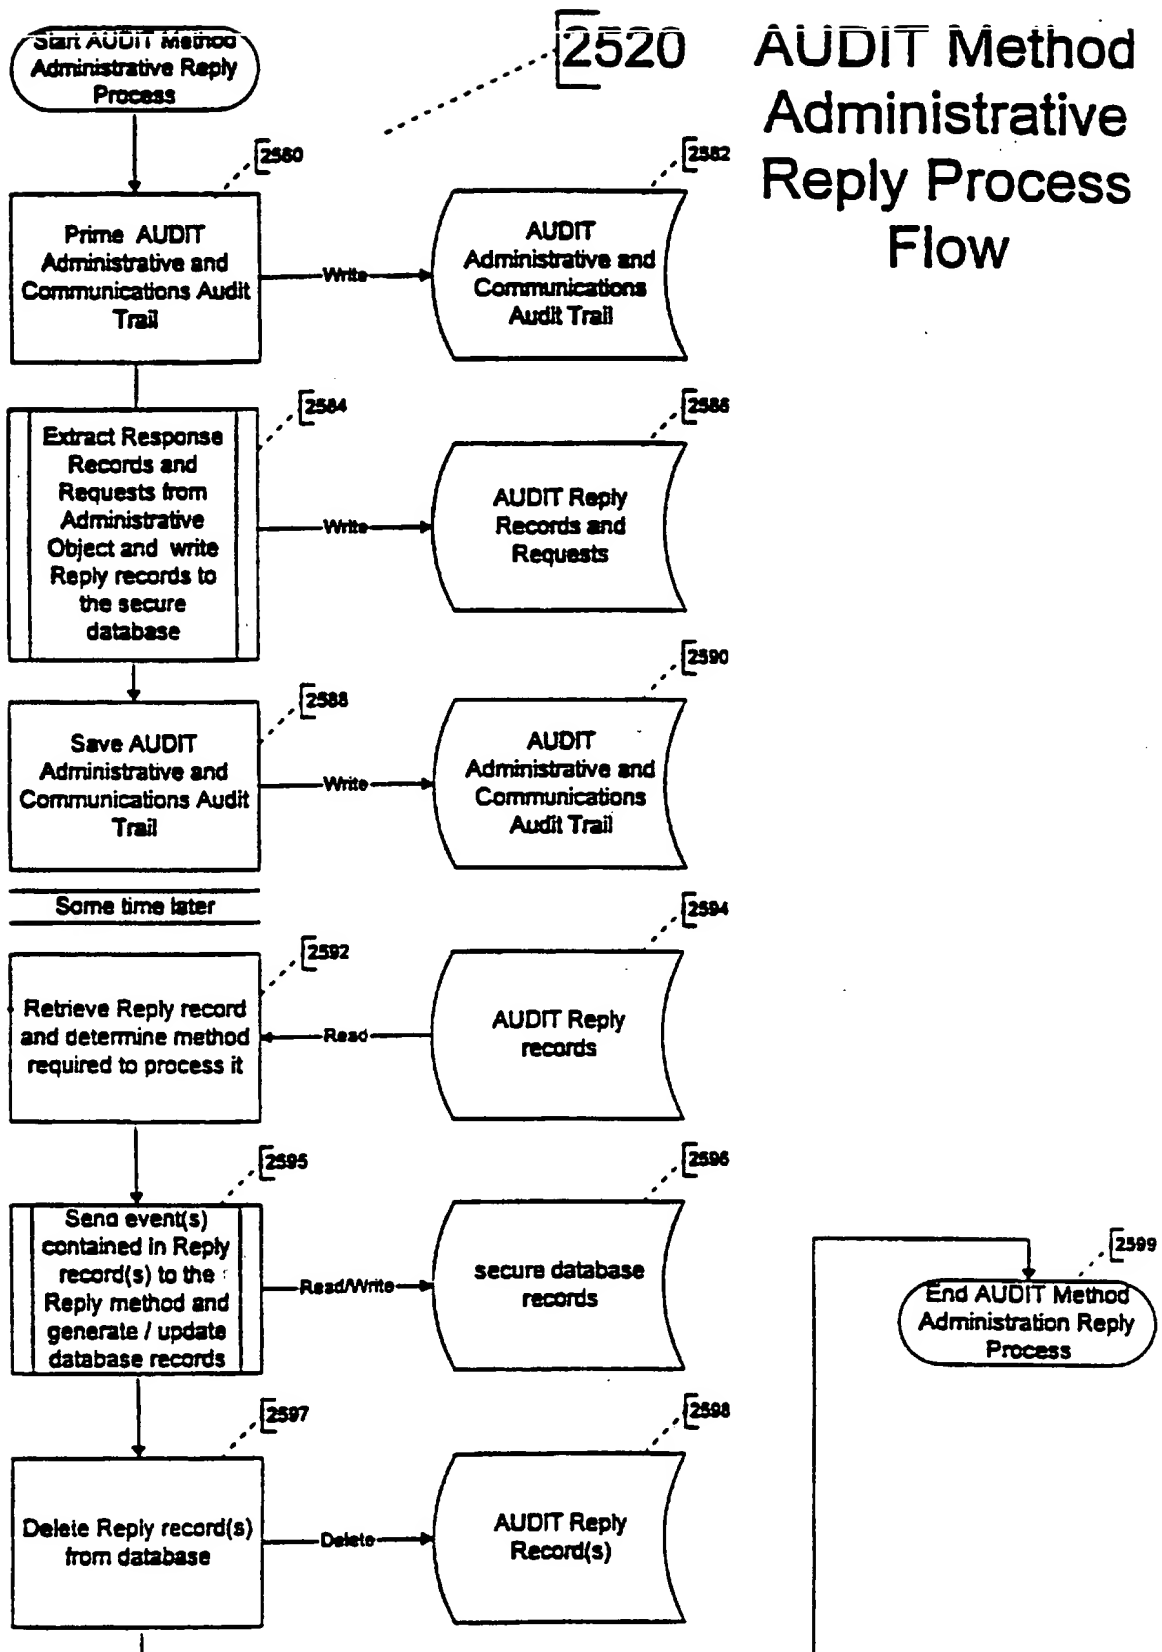 Start AUDIT Method
Administrative Reply
Process
2520
AUDIT Method
Administrative
Reply Process
Flow
2580
Prime AUDIT
Administrative and
Communications Audit
Trail
Write
2582
AUDIT
Administrative and
Communications
Audit Trail
2584
Extract Response
Records and
Requests from
Administrative
Object and write
Reply records to
the secure
database
Write
2586
AUDIT Reply
Records and
Requests
2588
Save AUDIT
Administrative and
Communications Audit
Trail
Write
2590
AUDIT
Administrative and
Communications
Audit Trail
Some time later
2592
Retrieve Reply record
and determine method
required to process it
Read
2594
AUDIT Reply
records
2595
Send event(s)
contained in Reply
record(s) to the
Reply method and
generate / update
database records
Read/Write
2596
secure database
records
2597
Delete Reply record(s)
from database
Delete
2598
AUDIT Reply
Record(s)
2599
End AUDIT Method
Administration Reply
Process